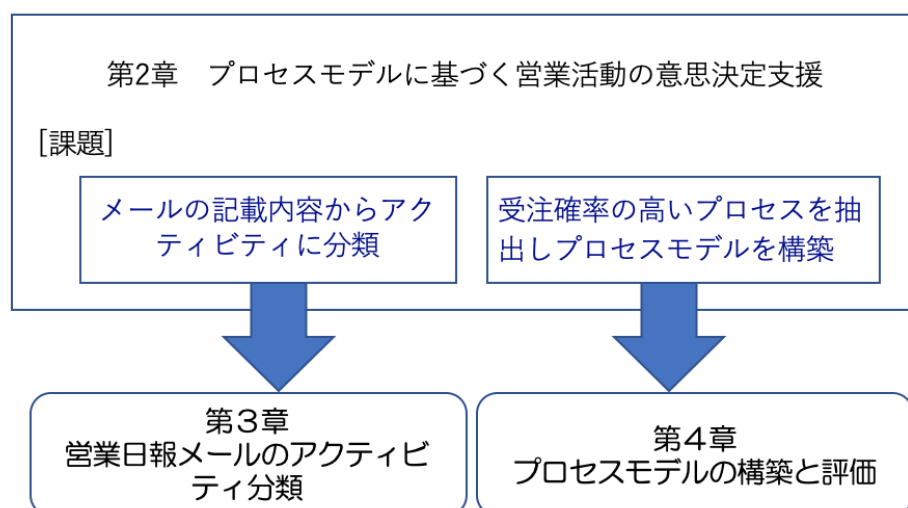 第2章　プロセスモデルに基づく営業活動の意思決定支援
[課題]
メールの記載内容からアク
ティビティに分類
受注確率の高いプロセスを抽
出しプロセスモデルを構築
第３章
営業日報メールのアクティビ
ティ分類
第４章
プロセスモデルの構築と評価